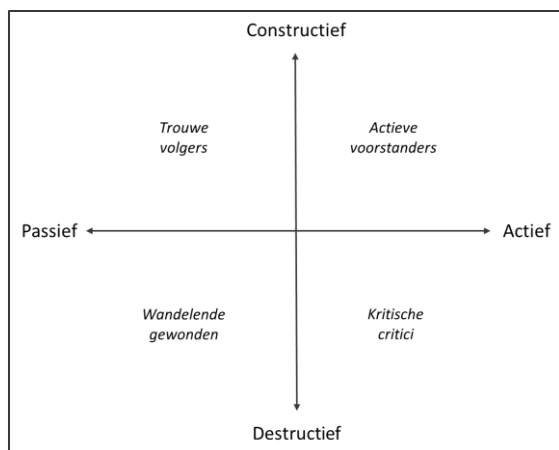 Constructief
Trouwe
volgers
Actieve
voorstanders
Passief
Actief
Wandelende
gewonden
Kritische
critici
Destructief